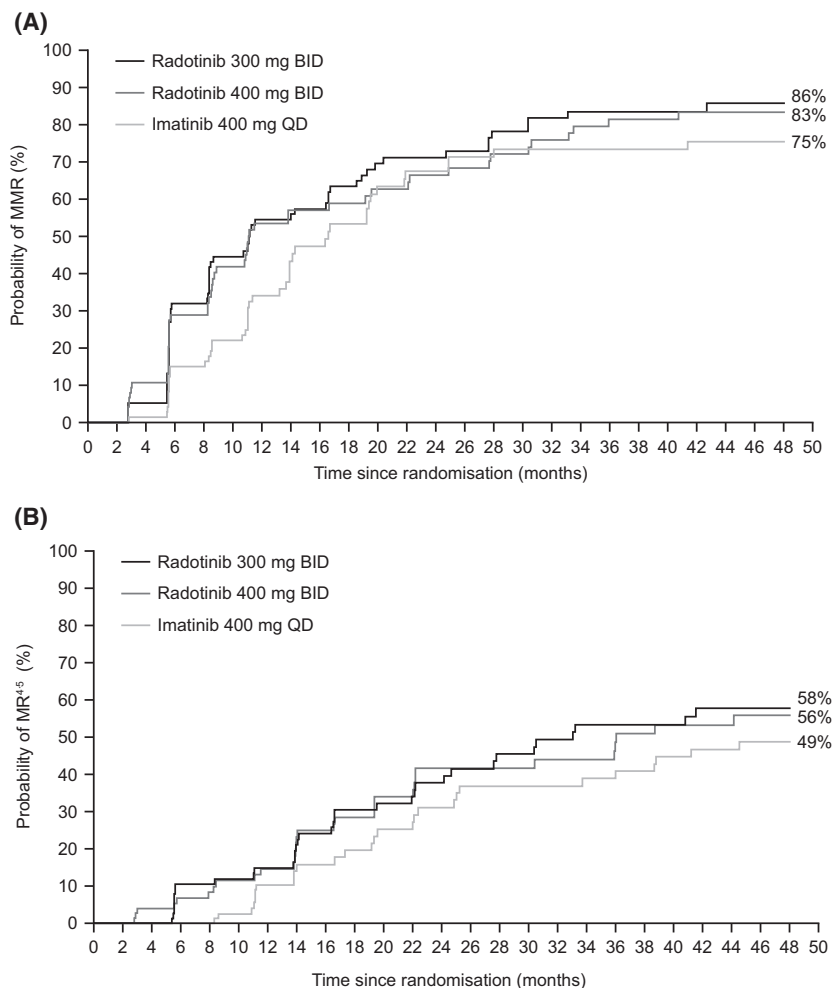 (A)
100
90
80
70
60
50
40
30
20
10
0
Probability of MMR (%)
Radotinib 300 mg BID
Radotinib 400 mg BID
Imatinib 400 mg QD
86%
83%
75%
0 2 4 6 8 10 12 14 16 18 20 22 24 26 28 30 32 34 36 38 40 42 44 46 48 50
Time since randomisation (months)
(B)
100
90
80
70
60
50
40
30
20
10
0
Probability of MR⁴·⁵ (%)
Radotinib 300 mg BID
Radotinib 400 mg BID
Imatinib 400 mg QD
58%
56%
49%
0 2 4 6 8 10 12 14 16 18 20 22 24 26 28 30 32 34 36 38 40 42 44 46 48 50
Time since randomisation (months)